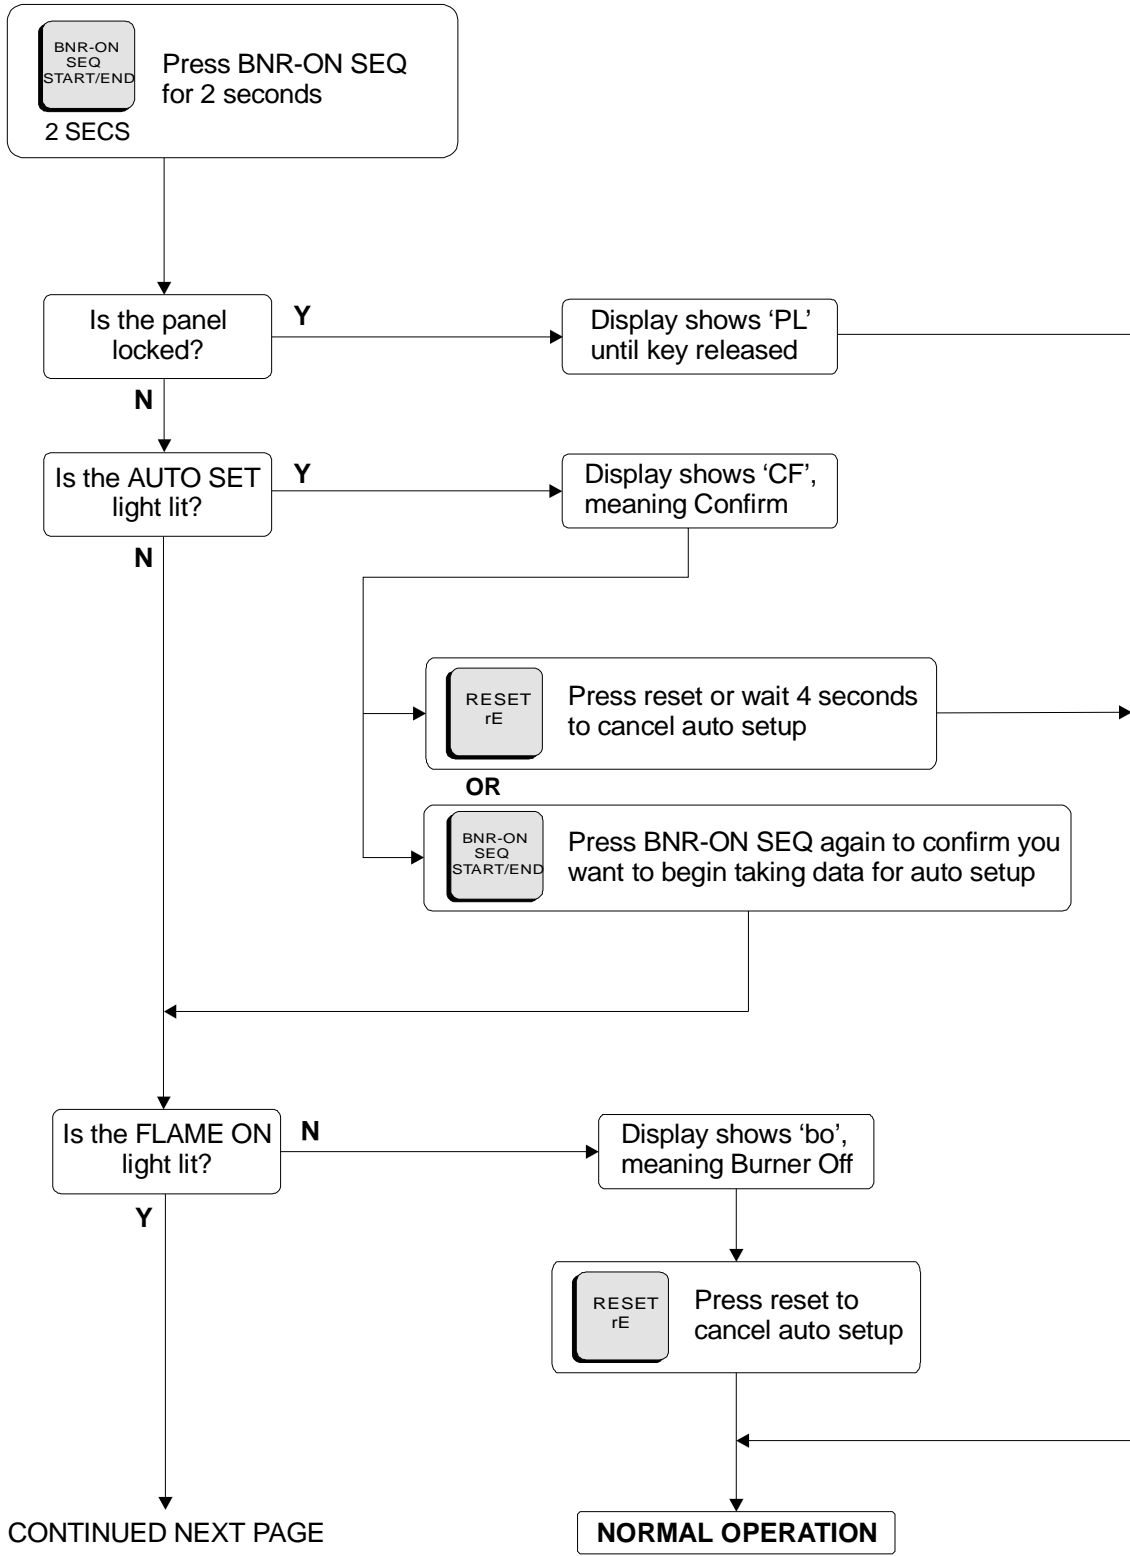 BNR-ON
SEQ
START/END
2 SECS
Press BNR-ON SEQ
for 2 seconds
Is the panel
locked?
Y
N
Display shows ‘PL’
until key released
Is the AUTO SET
light lit?
Y
N
Display shows ‘CF’,
meaning Confirm
RESET
rE
Press reset or wait 4 seconds
to cancel auto setup
OR
BNR-ON
SEQ
START/END
Press BNR-ON SEQ again to confirm you
want to begin taking data for auto setup
Is the FLAME ON
light lit?
N
Y
Display shows ‘bo’,
meaning Burner Off
RESET
rE
Press reset to
cancel auto setup
CONTINUED NEXT PAGE
NORMAL OPERATION